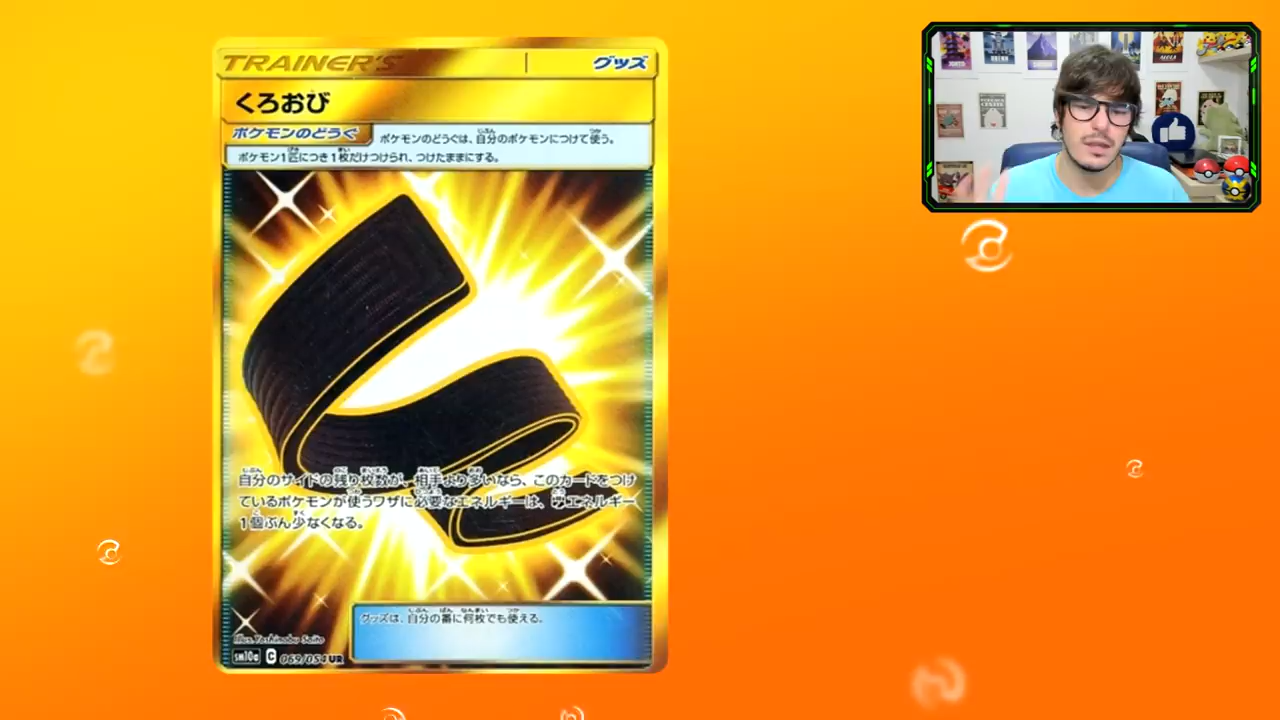 TRAINER'S
グッズ
くろおび
ポケモンのどうぐ
ポケモンのどうぐは、自分のポケモンにつけて使う。
ポケモン1匹につき1枚だけつけられ、つけたままにする。
自分のサイドの残り枚数が、相手より多いなら、このカードをつけ
ているポケモンが使うワザに必要なエネルギーは、無エネルギー
1個ぶん少なくなる。
グッズは、自分の番に何枚でも使える。
illus. Yoshinobu Saito
sm10a C 069/054 UR